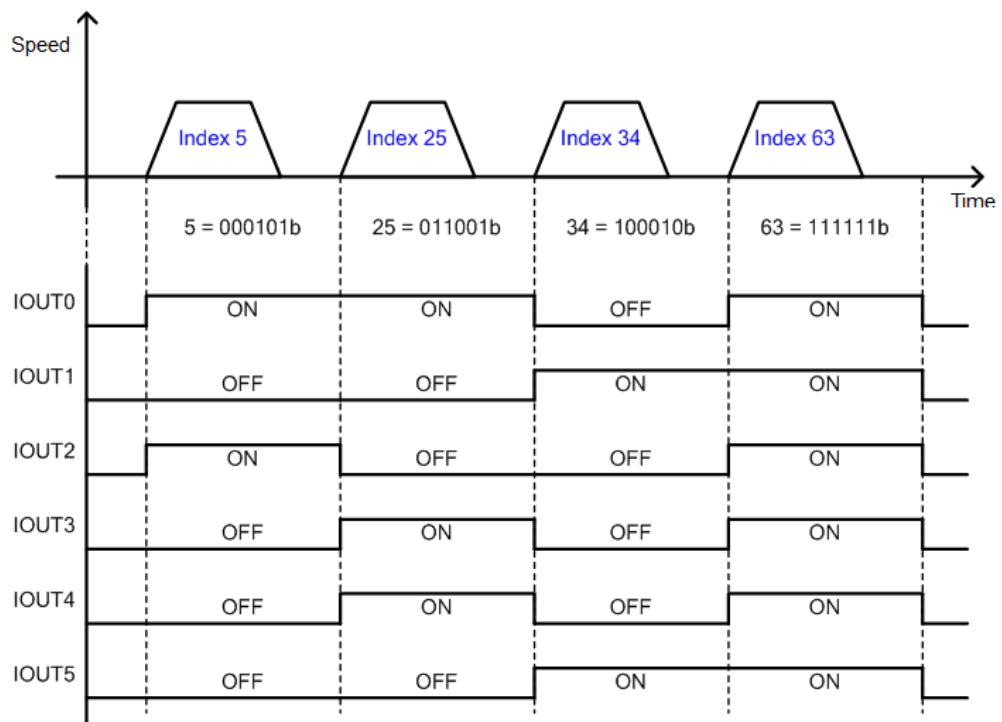 Speed
Index 5 Index 25 Index 34 Index 63
Time
5 = 000101b 25 = 011001b 34 = 100010b 63 = 111111b
IOUT0 ON ON OFF ON
IOUT1 OFF OFF ON ON
IOUT2 ON OFF OFF ON
IOUT3 OFF ON OFF ON
IOUT4 OFF ON OFF ON
IOUT5 OFF OFF ON ON